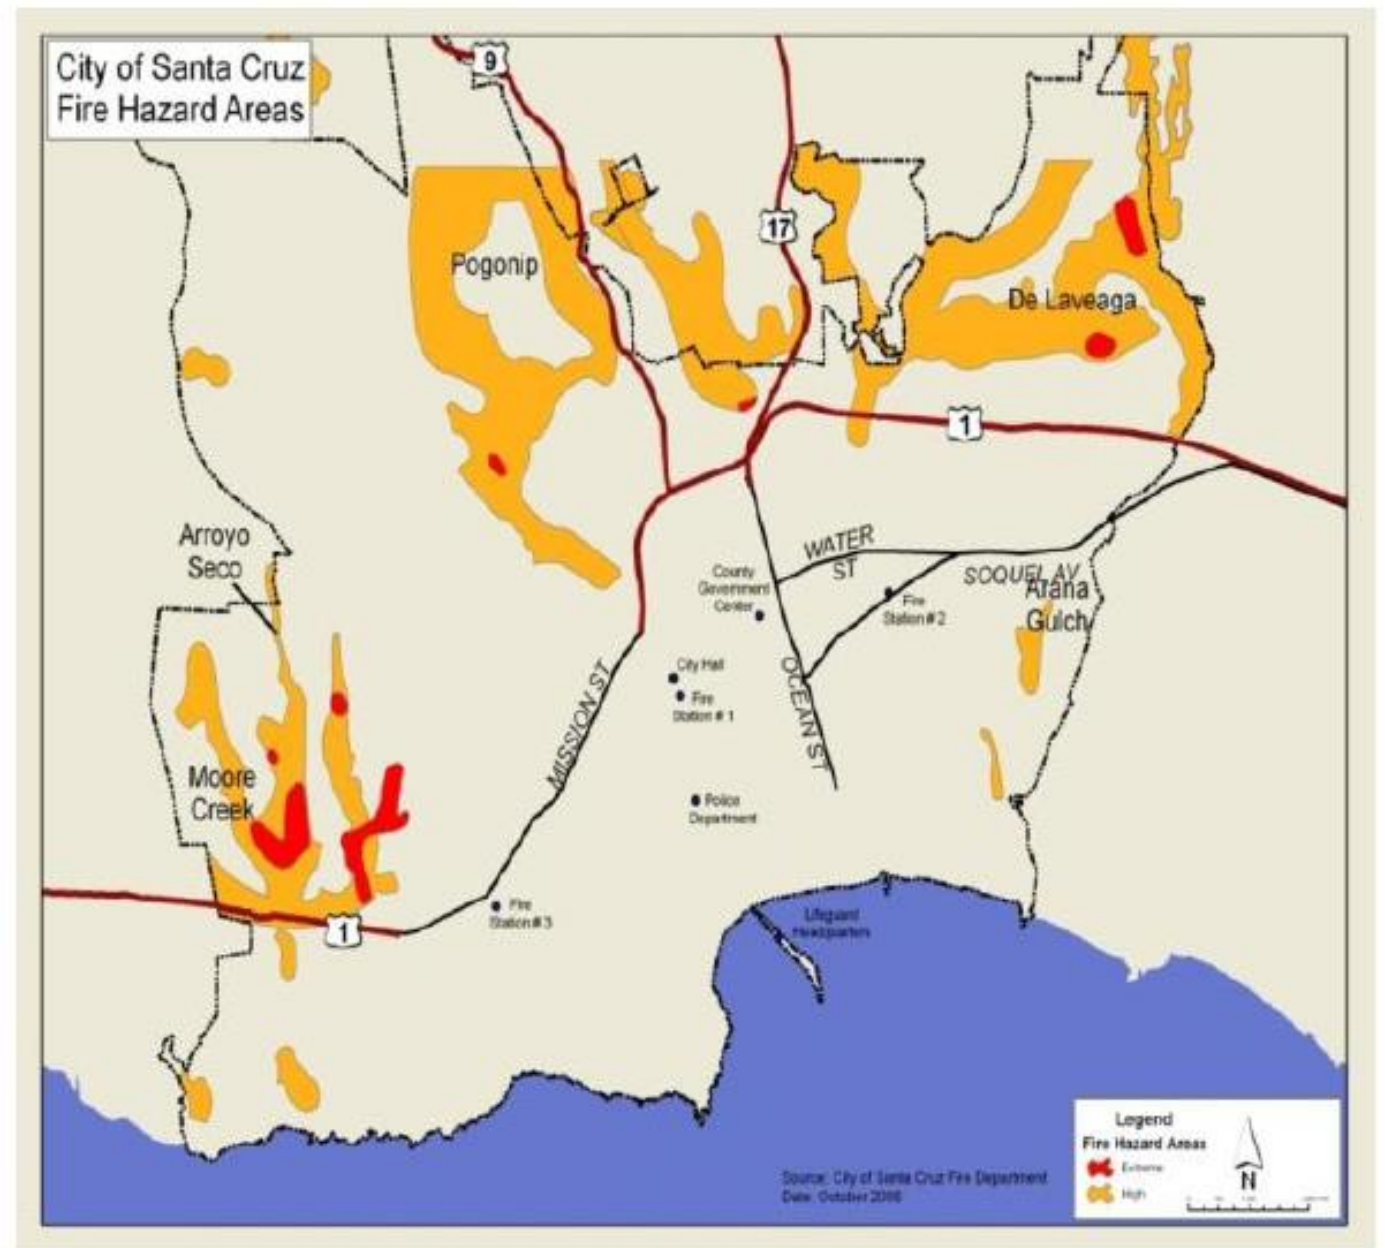 City of Santa Cruz
Fire Hazard Areas
9
17
Pogonip
De Laveaga
1
Arroyo
Seco
WATER
ST
SOQUEL AV
County
Government
Center
Fire
Station # 2
Arana
Gulch
City Hall
Fire
Station # 1
MISSION ST
OCEAN ST
Moore
Creek
Police
Department
Fire
Station # 3
1
Lifeguard
Headquarters
Legend
Fire Hazard Areas
Extreme
High
N
Source: City of Santa Cruz Fire Department
Date: October